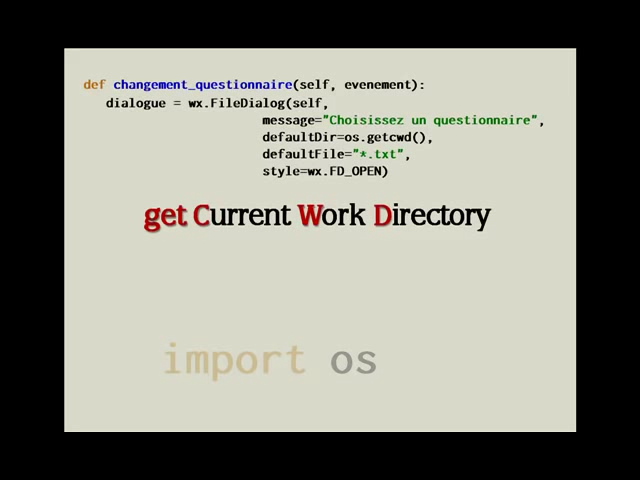 def changement_questionnaire(self, evenement):
dialogue = wx.FileDialog(self,
message="Choisissez un questionnaire",
defaultDir=os.getcwd(),
defaultFile="*.txt",
style=wx.FD_OPEN)
get Current Work Directory
import os